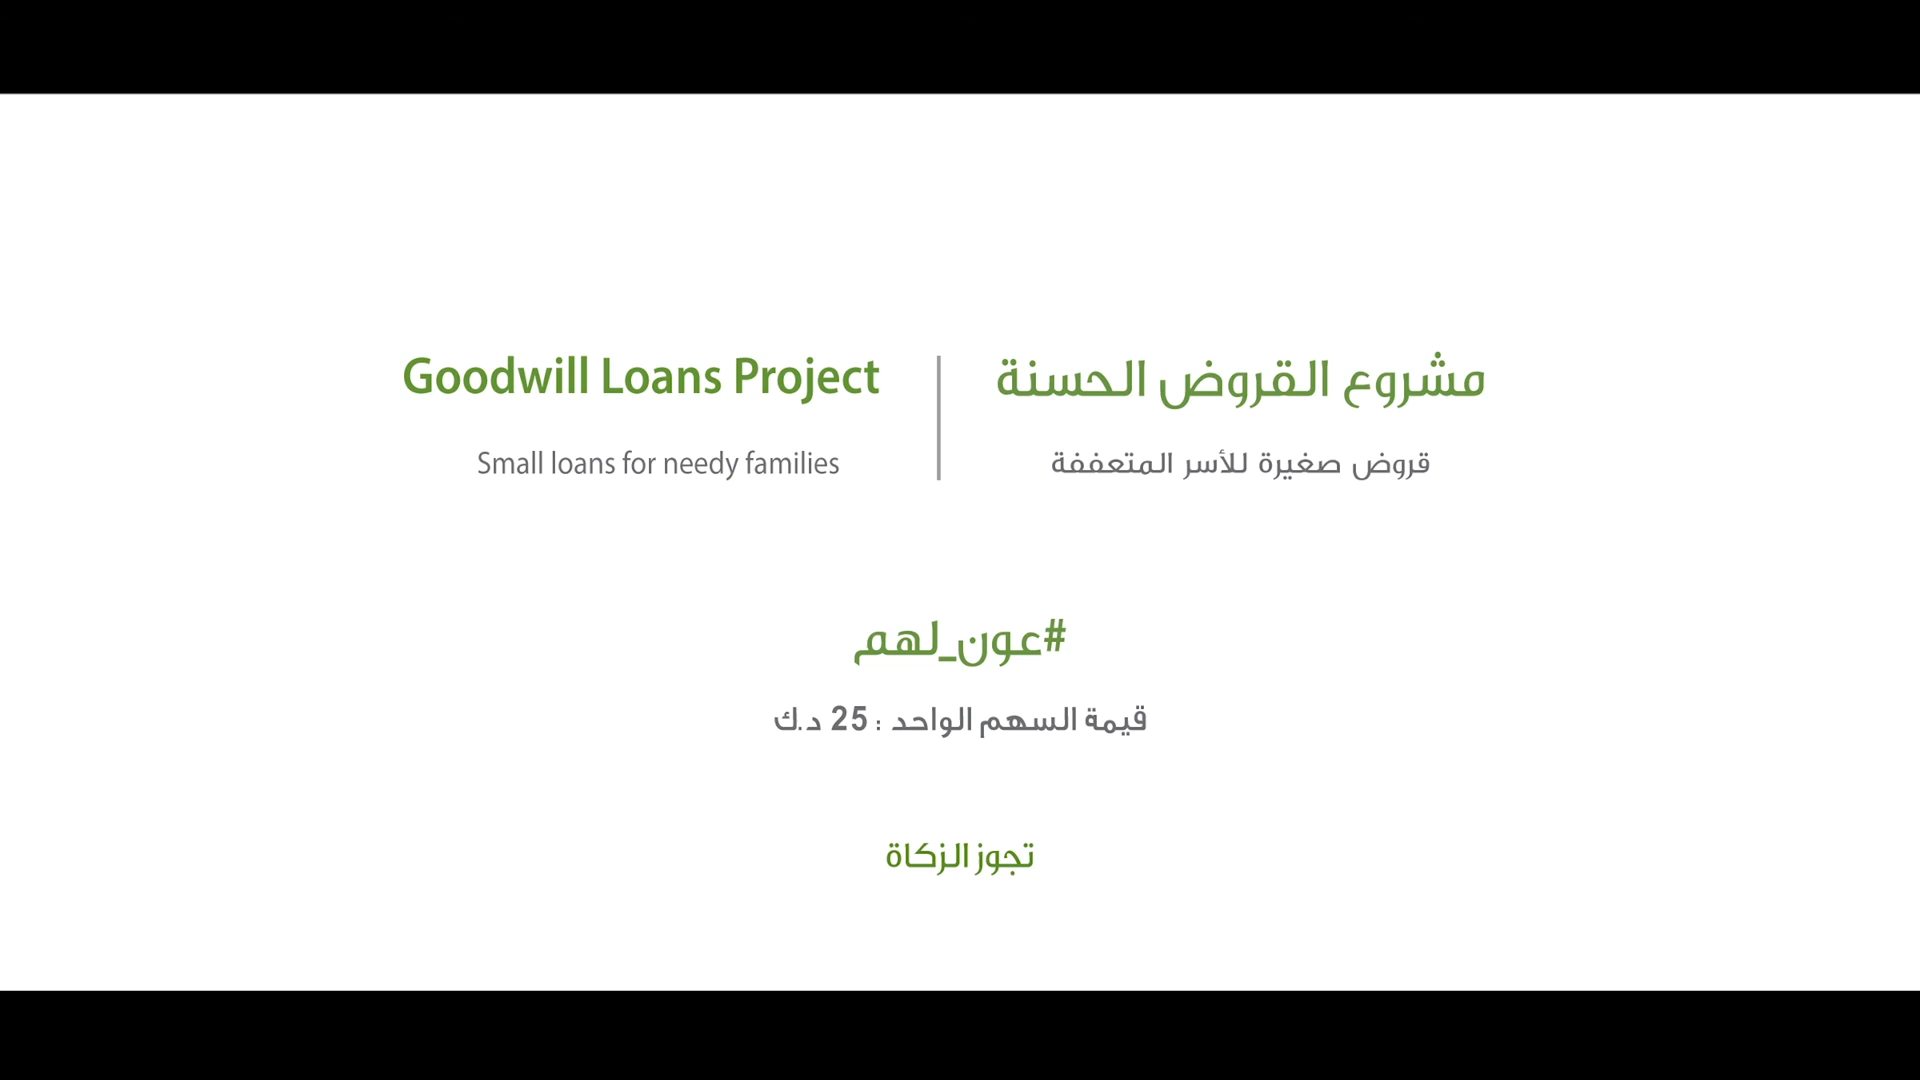 Goodwill Loans Project
Small loans for needy families
مشروع القروض الحسنة
قروض صغيرة للأسر المتعففة
#عون_لهم
قيمة السهم الواحد : 25 د.ك
تجوز الزكاة